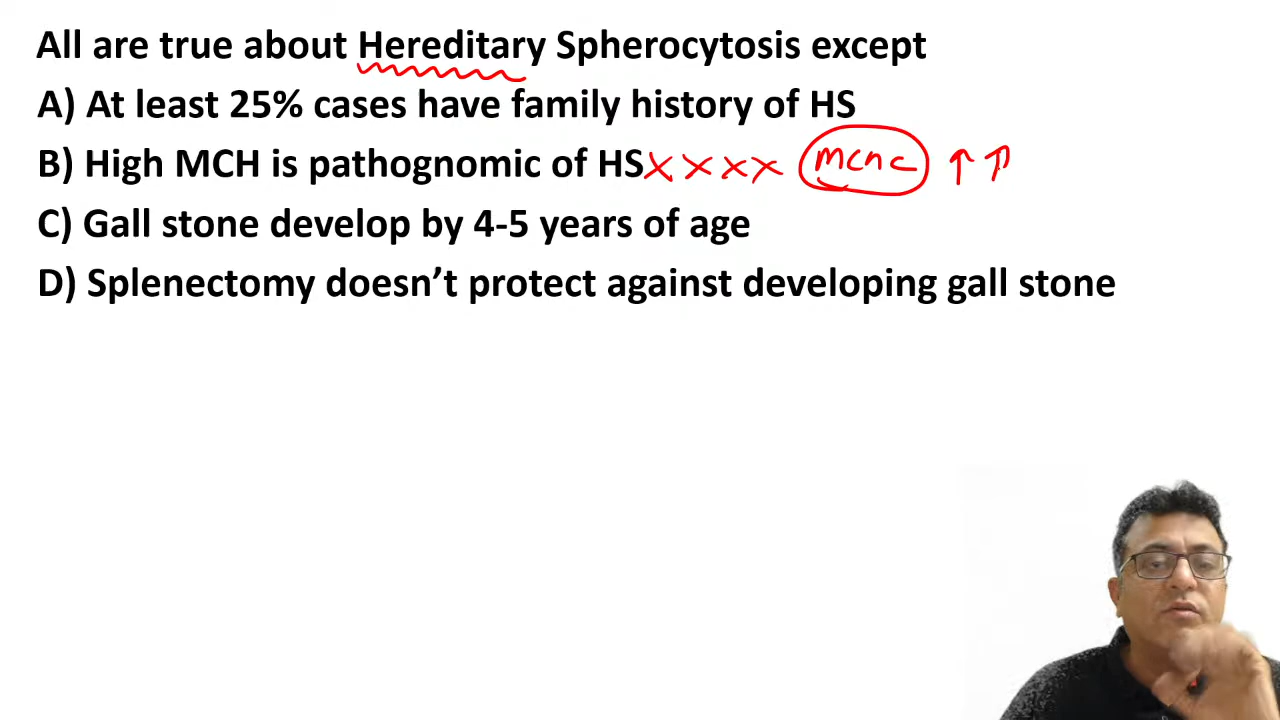 All are true about Hereditary Spherocytosis except
A) At least 25% cases have family history of HS
B) High MCH is pathognomic of HS xxxx mchc ↑↑
C) Gall stone develop by 4-5 years of age
D) Splenectomy doesn’t protect against developing gall stone